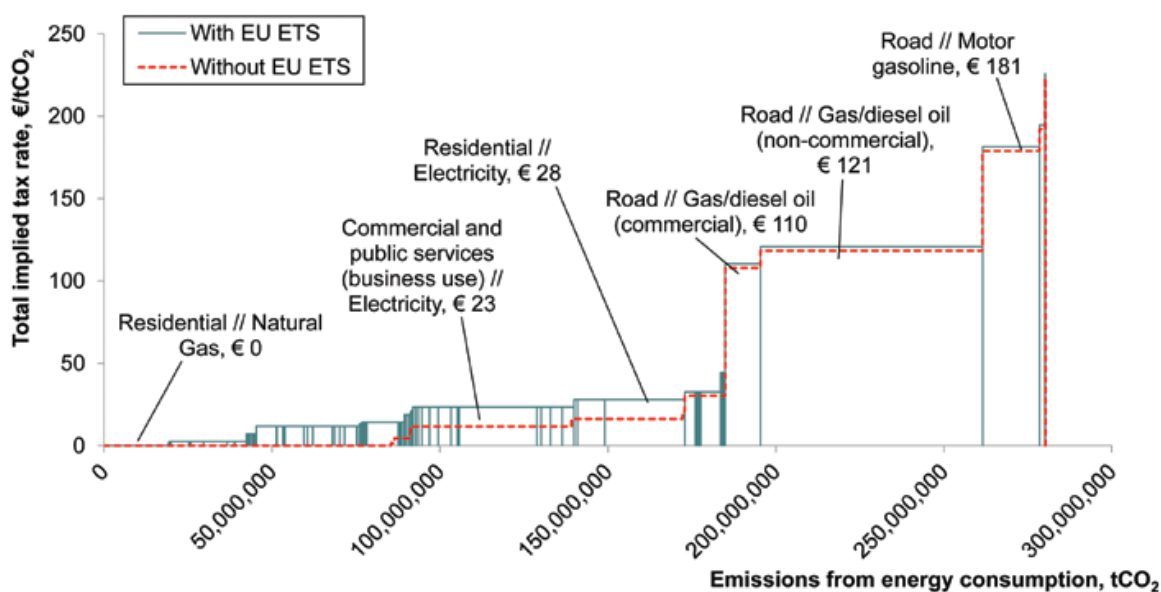 Total implied tax rate, €/tCO₂
250
200
150
100
50
0
With EU ETS
Without EU ETS
Residential // Natural
Gas, € 0
Commercial and
public services
(business use) //
Electricity, € 23
Residential //
Electricity, € 28
Road // Gas/diesel oil
(commercial), € 110
Road // Gas/diesel oil
(non-commercial),
€ 121
Road // Motor
gasoline, € 181
0
50,000,000
100,000,000
150,000,000
200,000,000
250,000,000
300,000,000
Emissions from energy consumption, tCO₂